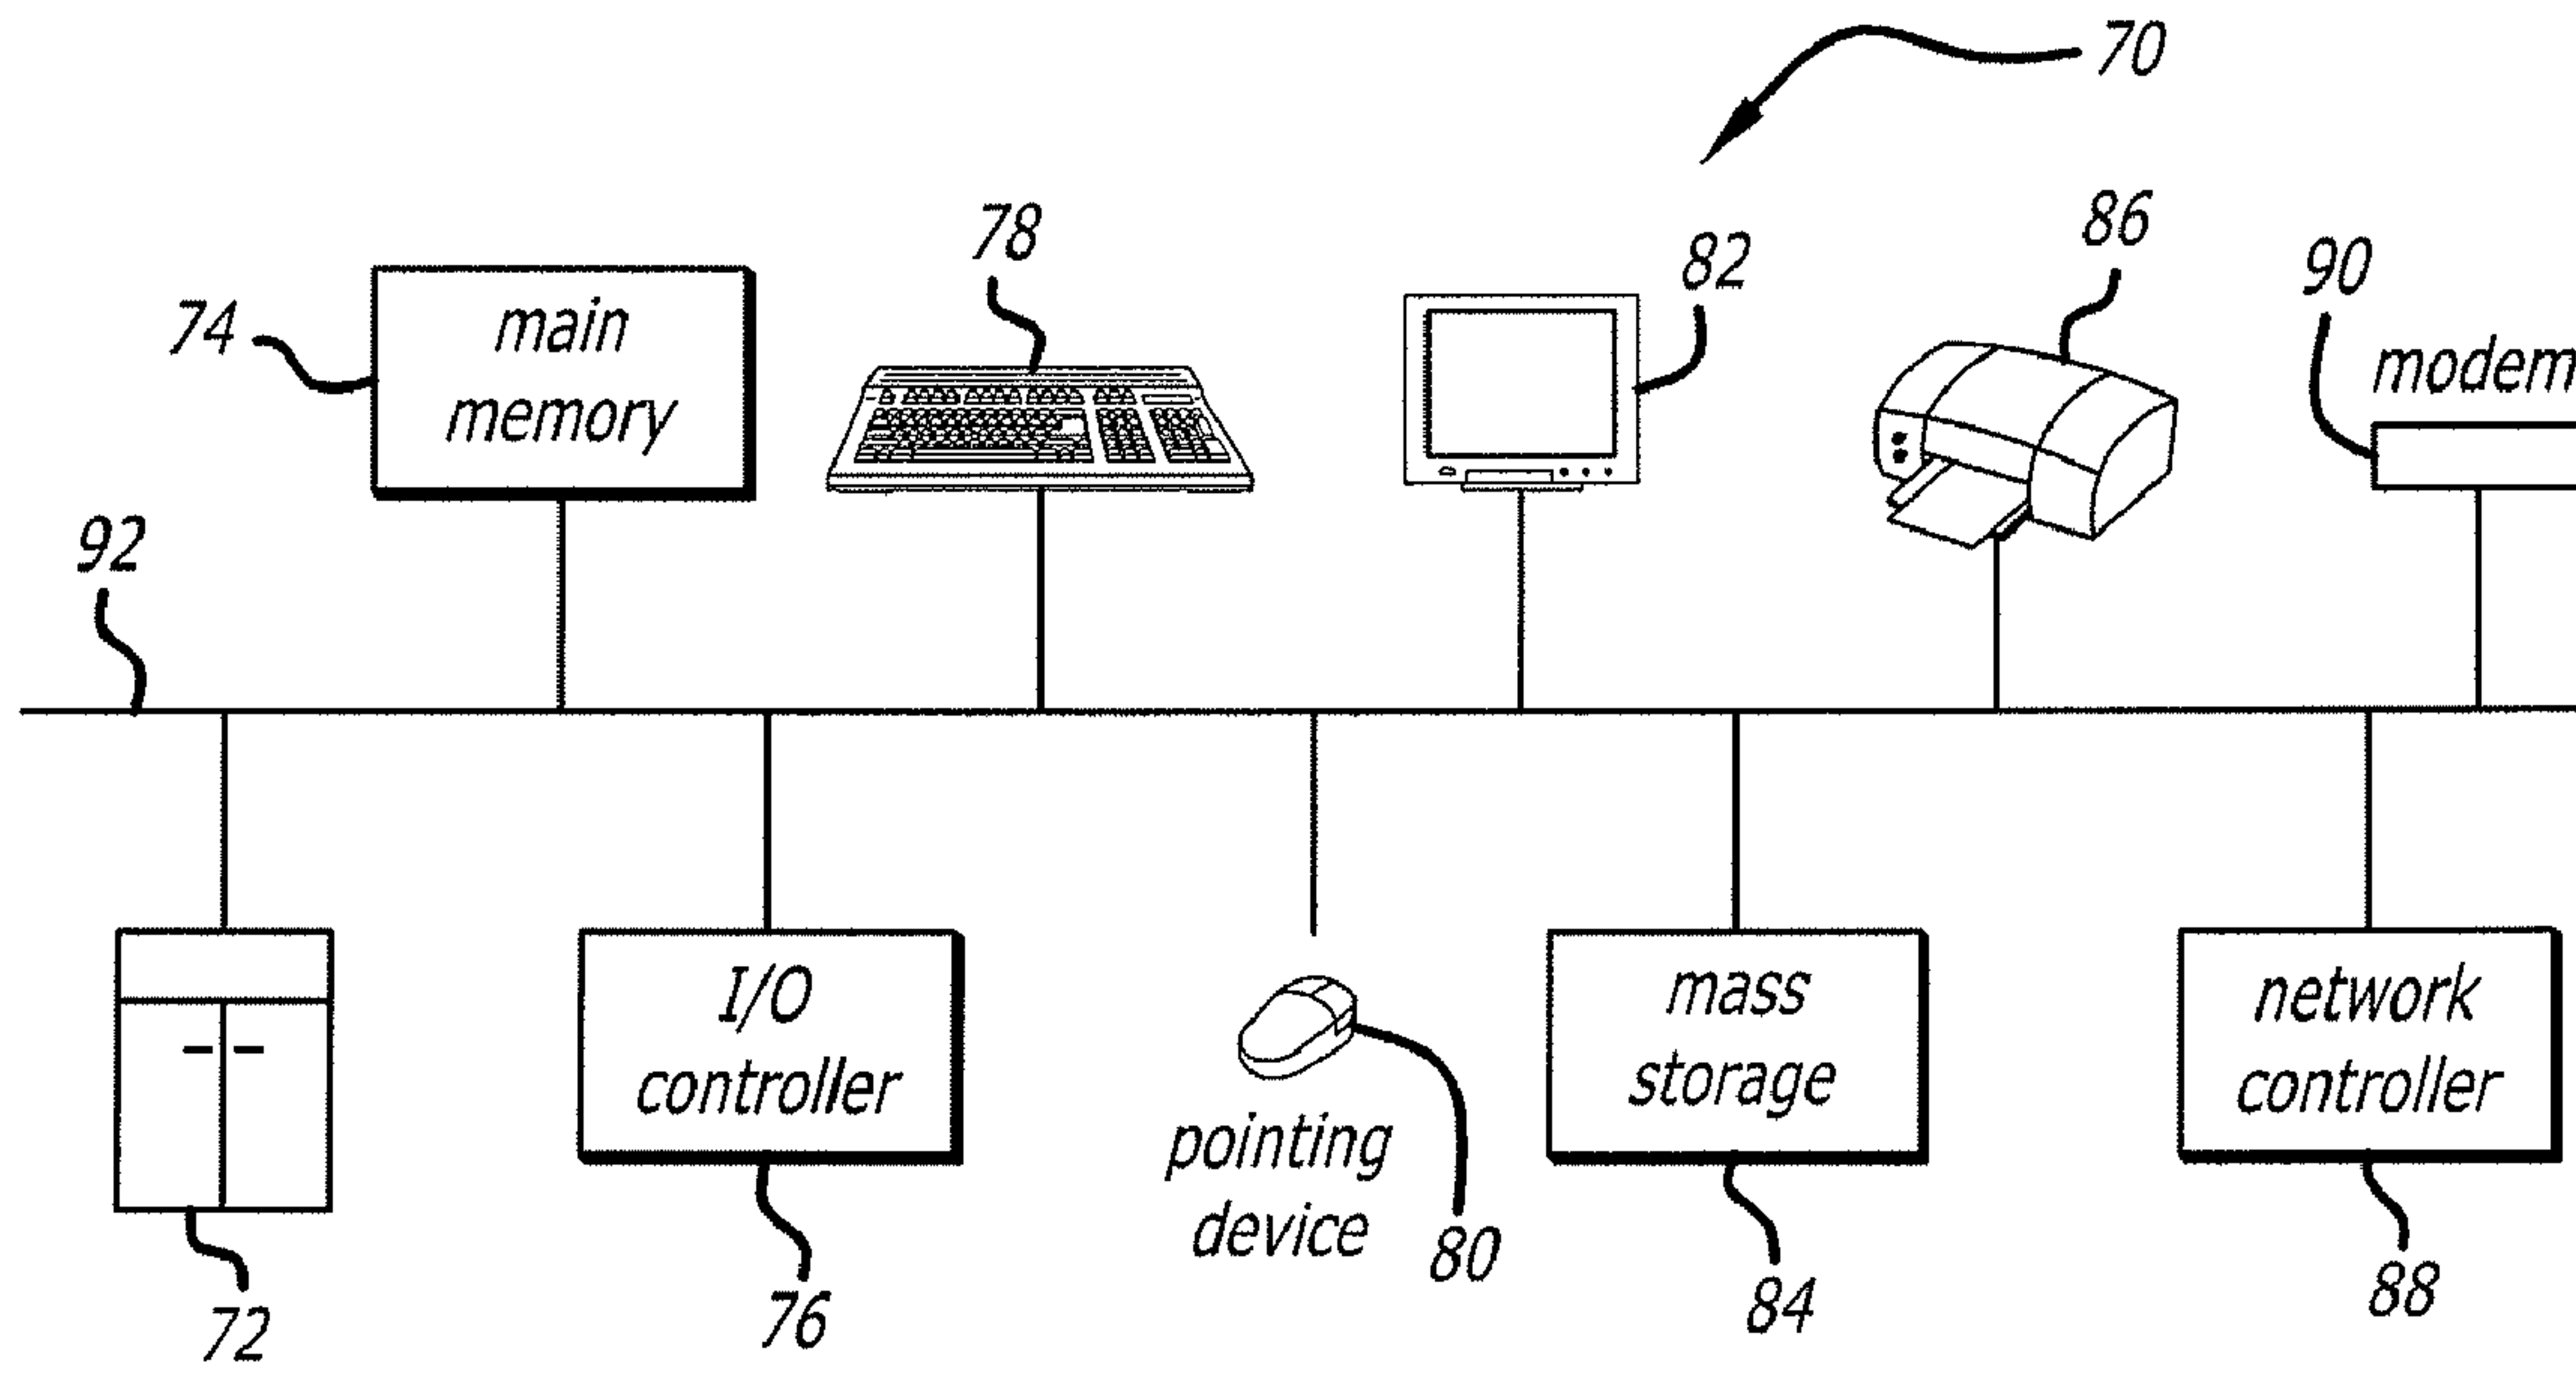 70
86
78
82
90
74
main
memory
modem
92
I/O
controller
mass
storage
network
controller
pointing
device
80
88
84
76
72